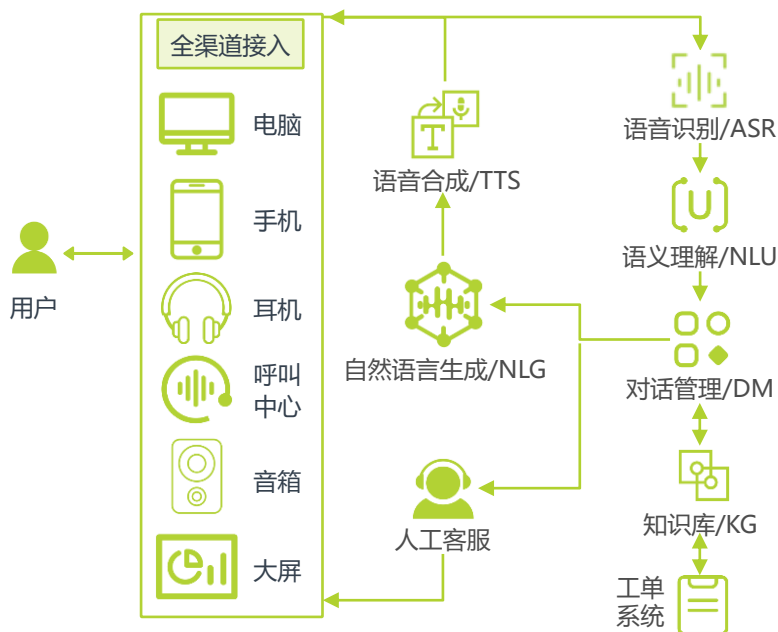 全渠道接入
电脑
手机
耳机
呼叫
中心
音箱
大屏
用户
语音合成/TTS
自然语言生成/NLG
人工客服
语音识别/ASR
语义理解/NLU
对话管理/DM
知识库/KG
工单
系统